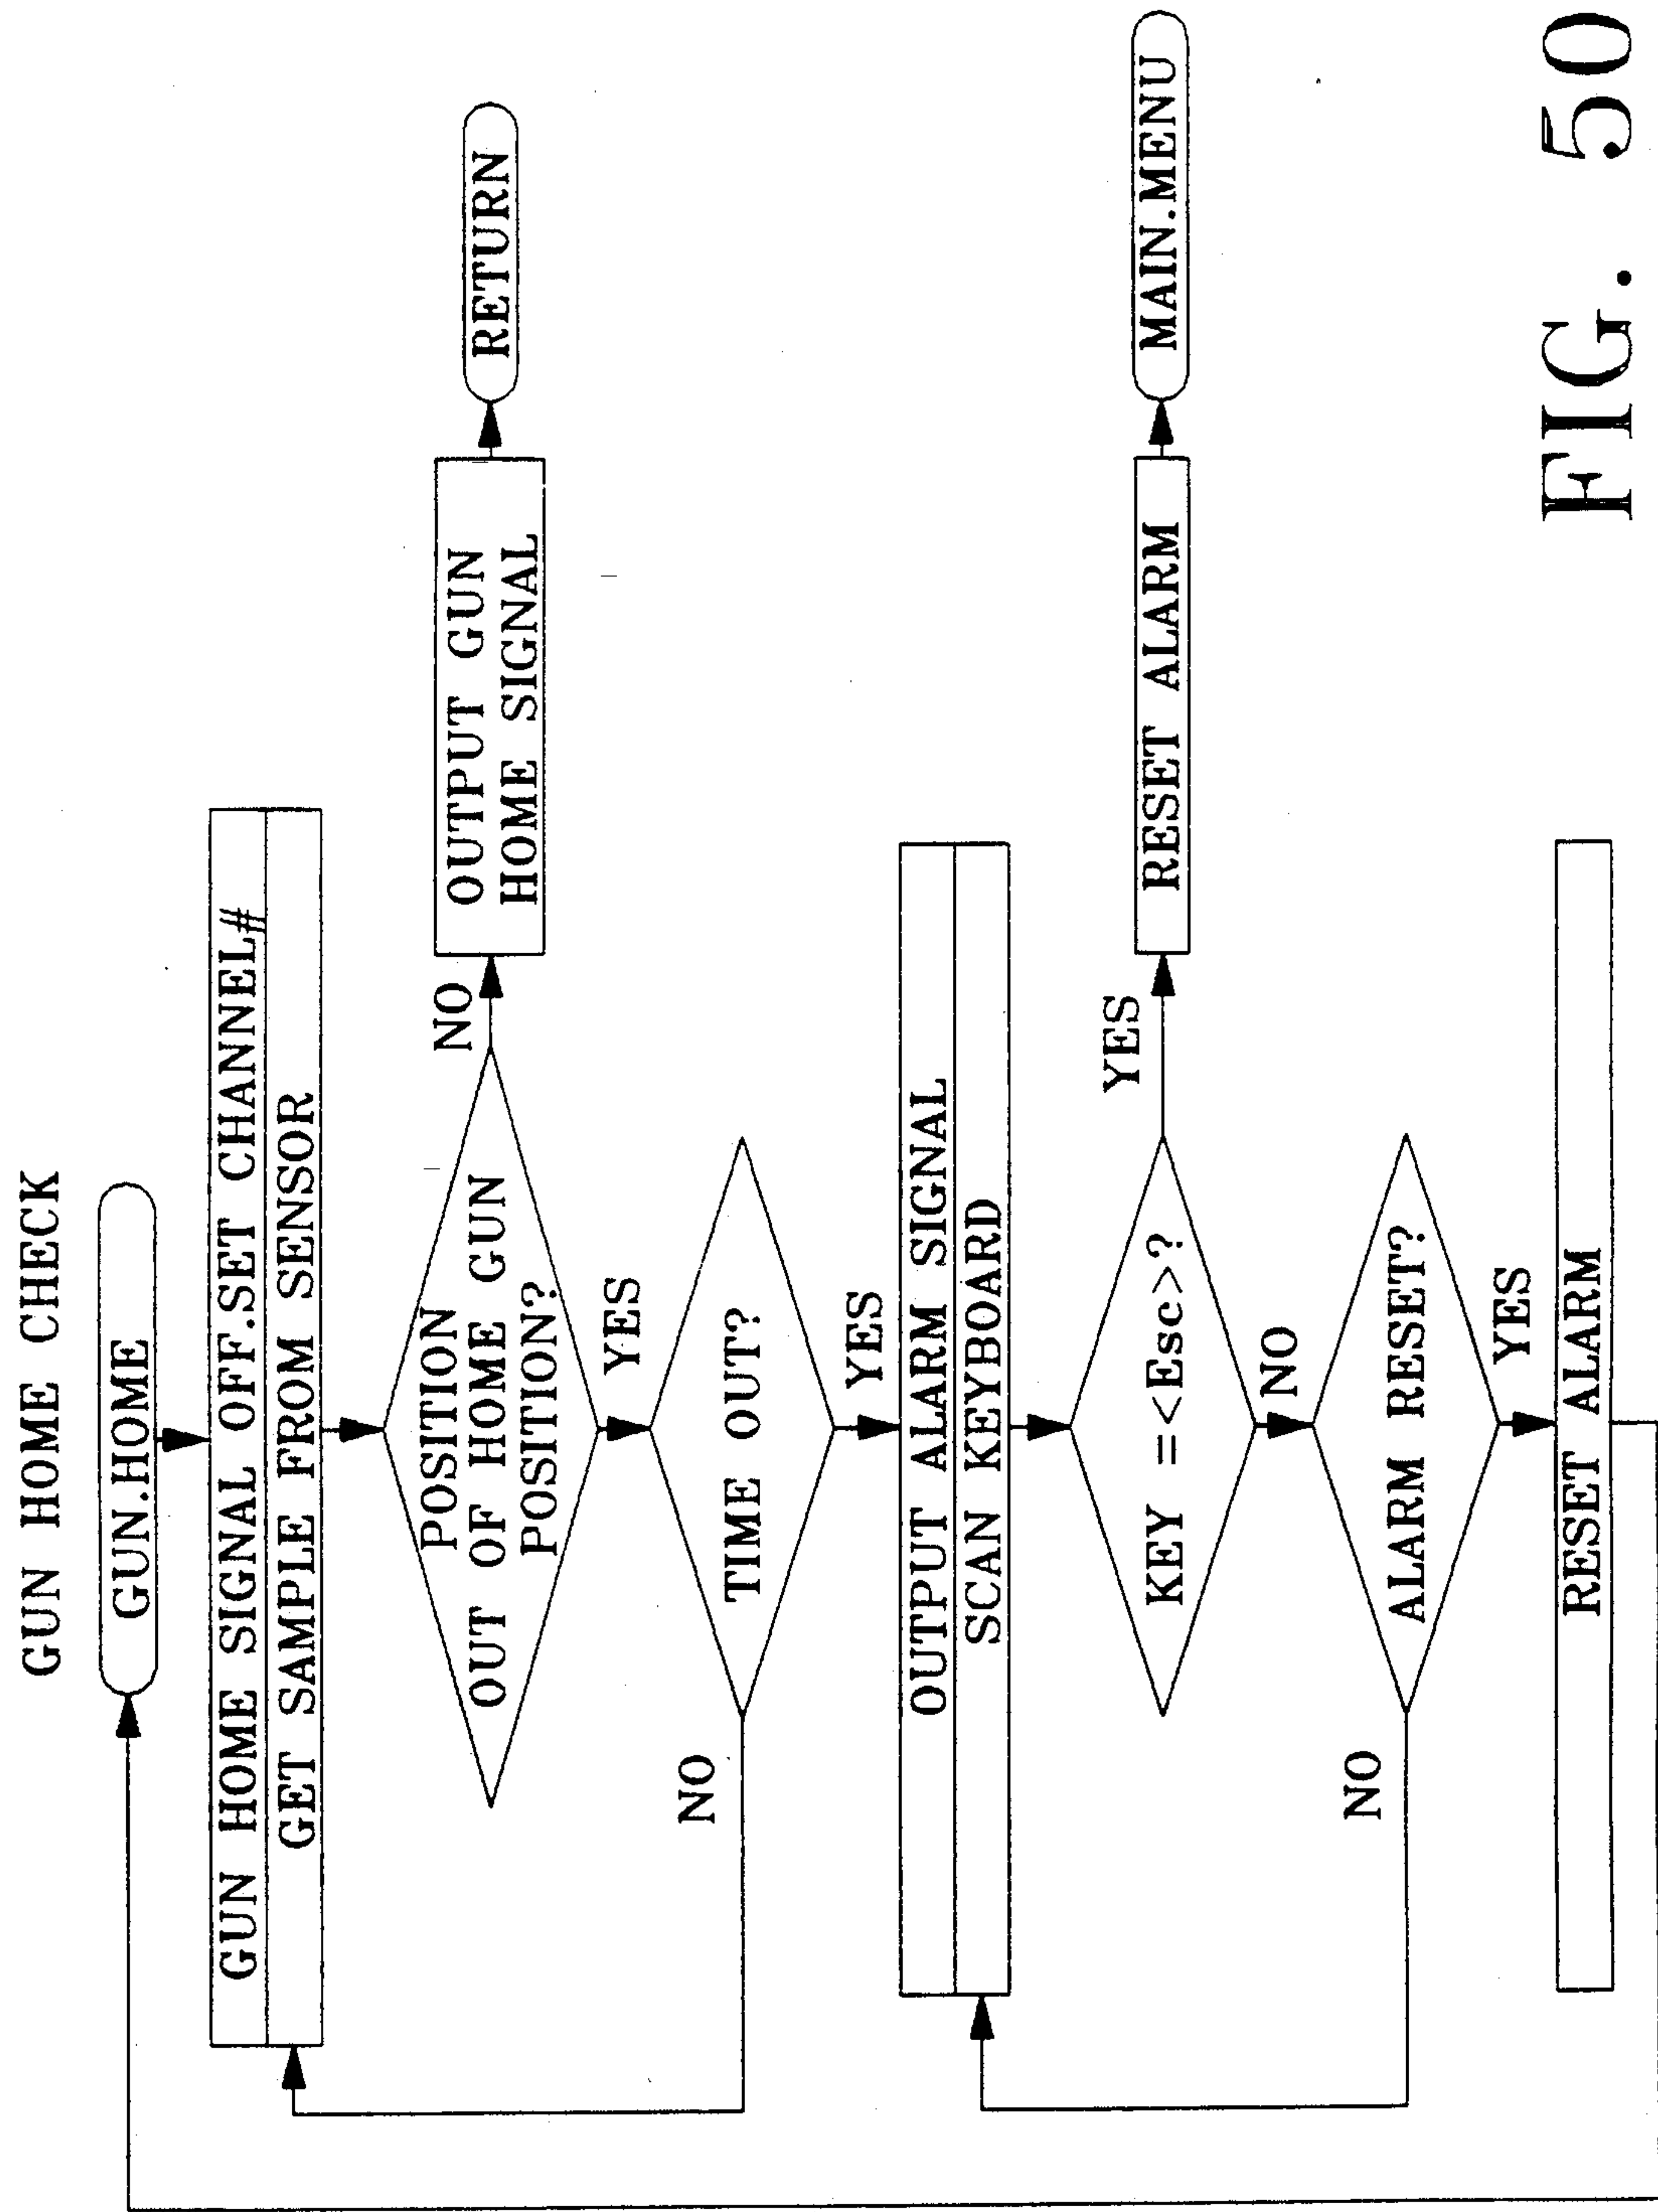 GUN HOME CHECK
GUN.HOME
GUN HOME SIGNAL OFF.SET CHANNEL#
GET SAMPLE FROM SENSOR
POSITION
OUT OF HOME GUN
POSITION?
NO
OUTPUT GUN
HOME SIGNAL
RETURN
YES
TIME OUT?
NO
YES
OUTPUT ALARM SIGNAL
SCAN KEYBOARD
KEY =<Esc>?
YES
RESET ALARM
MAIN.MENU
NO
ALARM RESET?
NO
YES
RESET ALARM
FIG. 50